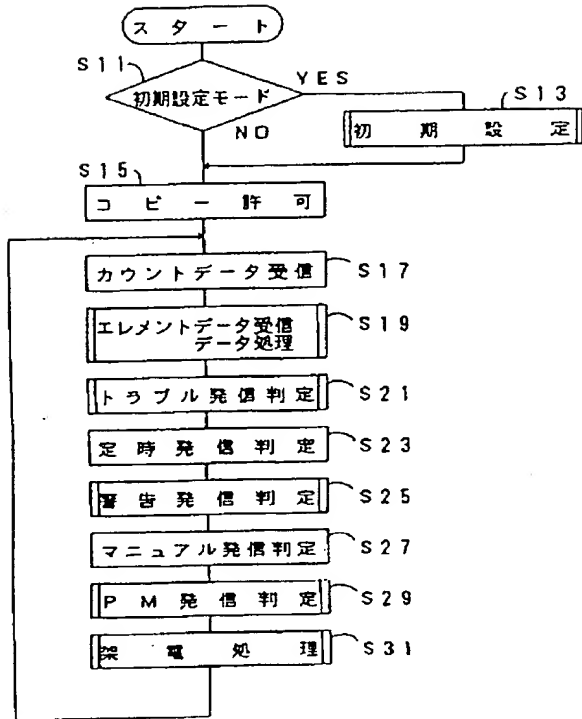 スタート
S11
初期設定モード
YES
NO
S13
初期設定
S15
コピー許可
カウントデータ受信
S17
エレメントデータ受信
データ処理
S19
トラブル発信判定
S21
定時発信判定
S23
警告発信判定
S25
マニュアル発信判定
S27
PM発信判定
S29
架電処理
S31